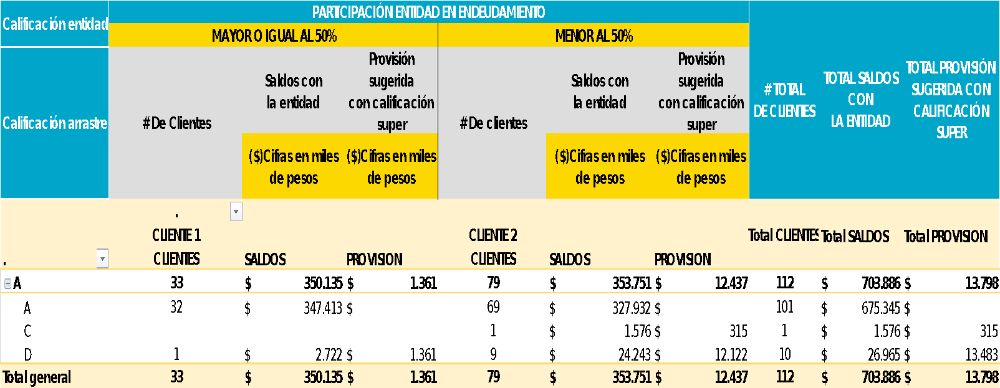 Calificación entidad
PARTICIPACIÓN ENTIDAD EN ENDEUDAMIENTO
MAYOR O IGUAL AL 50%
MENOR AL 50%
Calificación arrastre
# De Clientes
Saldos con
la entidad
Provisión
sugerida
con calificación
super
($)Cifras en miles
de pesos
($)Cifras en miles
de pesos
# De clientes
Saldos con
la entidad
Provisión
sugerida
con calificación
super
($)Cifras en miles
de pesos
($)Cifras en miles
de pesos
# TOTAL
DE CLIENTES
TOTAL SALDOS
CON
LA ENTIDAD
TOTAL PROVISIÓN
SUGERIDA CON
CALIFICACIÓN
SUPER
.
CLIENTE 1 CLIENTE 2 Total CLIENTES Total SALDOS Total PROVISION
. CLIENTES SALDOS PROVISION CLIENTES SALDOS PROVISION
A 33 $ 350.135 $ 1.361 79 $ 353.751 $ 12.437 112 $ 703.886 $ 13.798
A 32 $ 347.413 $ 69 $ 327.932 $ 101 $ 675.345 $
C 1 $ 1.576 $ 315 1 $ 1.576 $ 315
D 1 $ 2.722 $ 1.361 9 $ 24.243 $ 12.122 10 $ 26.965 $ 13.483
Total general 33 $ 350.135 $ 1.361 79 $ 353.751 $ 12.437 112 $ 703.886 $ 13.798